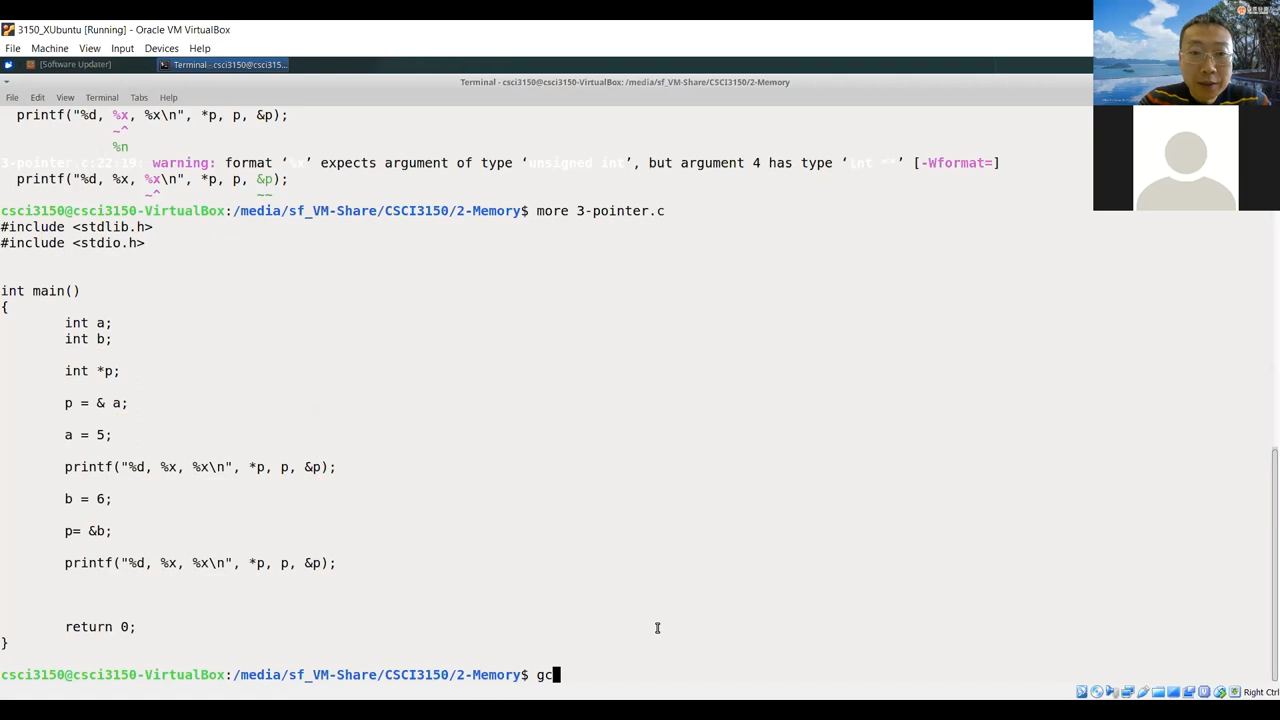 3150_XUbuntu [Running] - Oracle VM VirtualBox
File Machine View Input Devices Help
[Software Updater] Terminal - csci3150@csci315...
Terminal - csci3150@csci3150-VirtualBox: /media/sf_VM-Share/CSCI3150/2-Memory
File Edit View Terminal Tabs Help
printf("%d, %x, %x\n", *p, p, &p);
~^
%n
3-pointer.c:22:19: warning: format ‘%x’ expects argument of type ‘unsigned int’, but argument 4 has type ‘int **’ [-Wformat=]
printf("%d, %x, %x\n", *p, p, &p);
~^ ~~
csci3150@csci3150-VirtualBox:/media/sf_VM-Share/CSCI3150/2-Memory$ more 3-pointer.c
#include <stdlib.h>
#include <stdio.h>
int main()
{
int a;
int b;
int *p;
p = & a;
a = 5;
printf("%d, %x, %x\n", *p, p, &p);
b = 6;
p= &b;
printf("%d, %x, %x\n", *p, p, &p);
return 0;
}
csci3150@csci3150-VirtualBox:/media/sf_VM-Share/CSCI3150/2-Memory$ gc
Right Ctrl